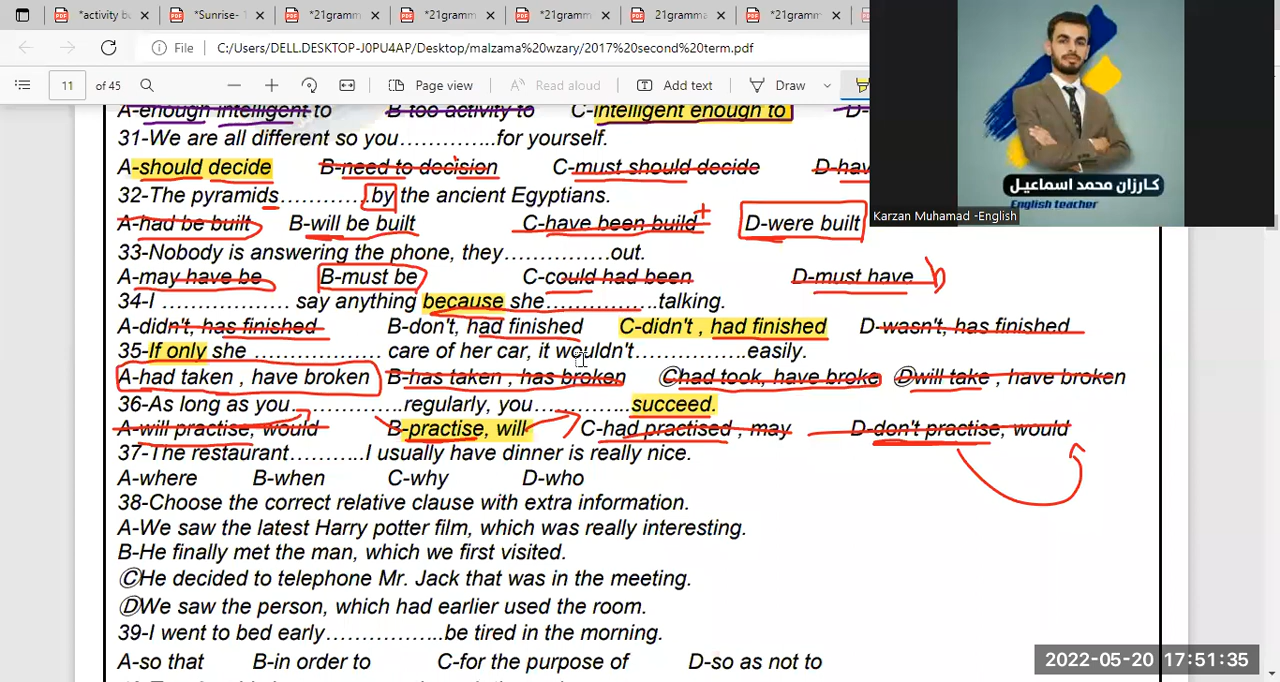 *activity b
*Sunrise-
*21gramm
*21gramm
*21gramm
21gramma
*21gramm
File
C:/Users/DELL.DESKTOP-J0PU4AP/Desktop/malzama%20wzary/2017%20second%20term.pdf
11 of 45
Page view
Read aloud
Add text
Draw
A-enough intelligent to B too activity to C-intelligent enough to D-
31-We are all different so you…………..for yourself.
A-should decide B-need to decision C-must should decide D-hav
32-The pyramids…………by the ancient Egyptians.
A-had be built B-will be built C-have been build D-were built
33-Nobody is answering the phone, they……………out.
A-may have be B-must be C-could had been D-must have b
34-I ……………… say anything because she……………talking.
A-didn't, has finished B-don't, had finished C-didn't , had finished D-wasn't, has finished
35-If only she ……………… care of her car, it wouldn't…………….easily.
A-had taken , have broken B-has taken , has broken Ⓒhad took, have broke Ⓓwill take , have broken
36-As long as you……………..regularly, you…………..succeed.
A-will practise, would B-practise, will C-had practised , may D-don't practise, would
37-The restaurant………..I usually have dinner is really nice.
A-where B-when C-why D-who
38-Choose the correct relative clause with extra information.
A-We saw the latest Harry potter film, which was really interesting.
B-He finally met the man, which we first visited.
ⒸHe decided to telephone Mr. Jack that was in the meeting.
ⒹWe saw the person, which had earlier used the room.
39-I went to bed early……………..be tired in the morning.
A-so that B-in order to C-for the purpose of D-so as not to
کارزان محمد اسماعیل
English teacher
Karzan Muhamad -English
2022-05-20 17:51:35